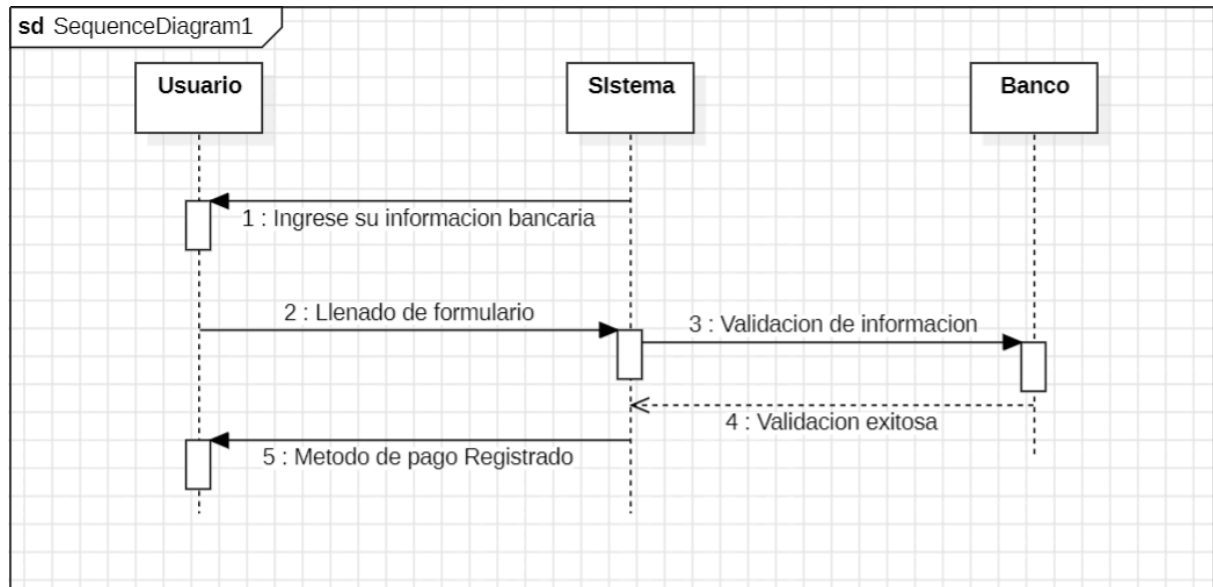 sd SequenceDiagram1
Usuario
SIstema
Banco
1 : Ingrese su informacion bancaria
2 : Llenado de formulario
3 : Validacion de informacion
4 : Validacion exitosa
5 : Metodo de pago Registrado